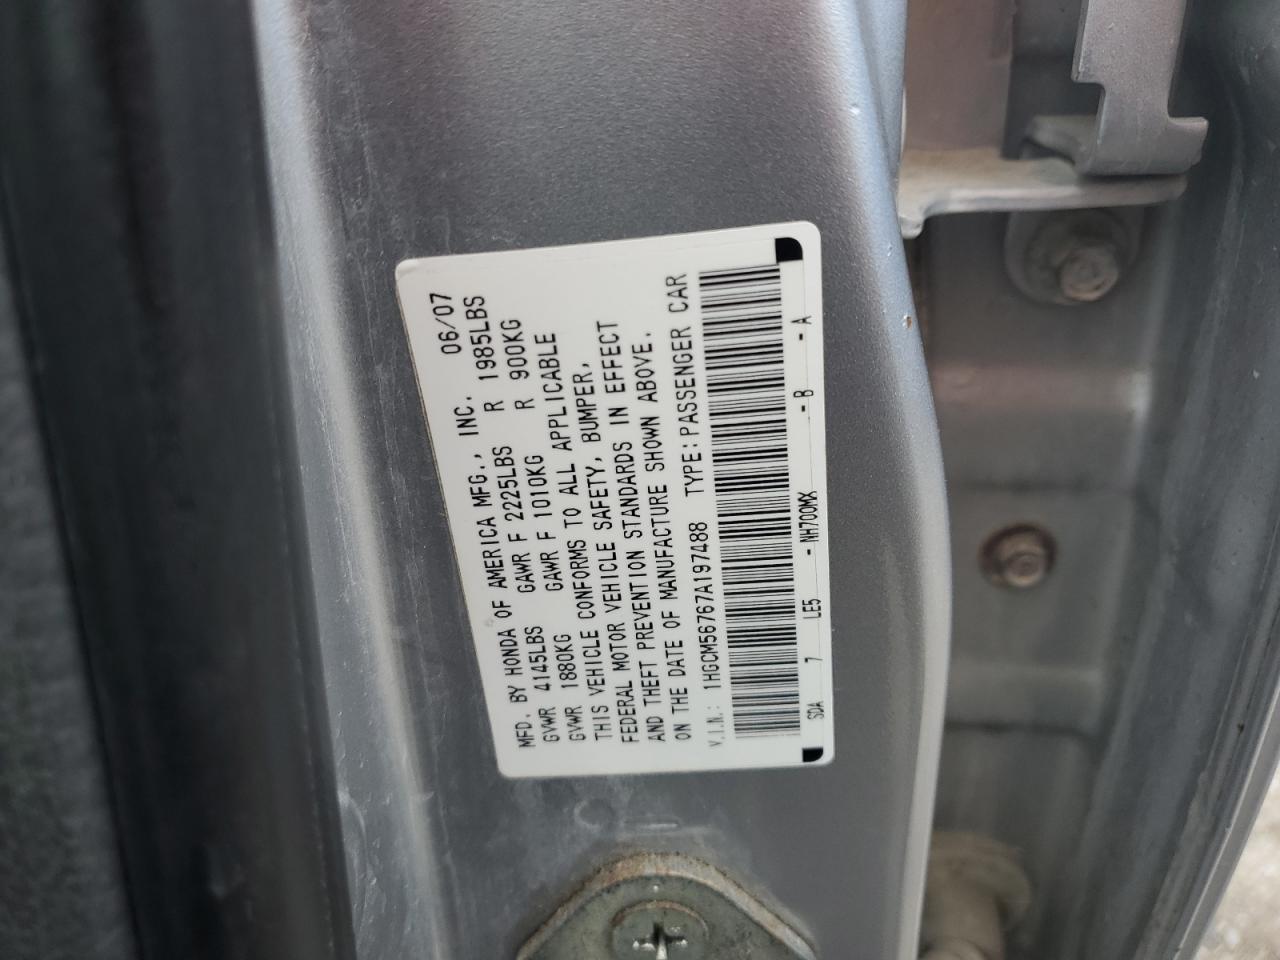 MFD. BY HONDA OF AMERICA MFG., INC. 06/07
GVWR 4145LBS GAWR F 2225LBS R 1985LBS
GVWR 1880KG GAWR F 1010KG R 900KG
THIS VEHICLE CONFORMS TO ALL APPLICABLE
FEDERAL MOTOR VEHICLE SAFETY, BUMPER,
AND THEFT PREVENTION STANDARDS IN EFFECT
ON THE DATE OF MANUFACTURE SHOWN ABOVE.
V.I.N.: 1HGCM56767A197488 TYPE: PASSENGER CAR
SDA 7 LE5 - NH700MX - B - A